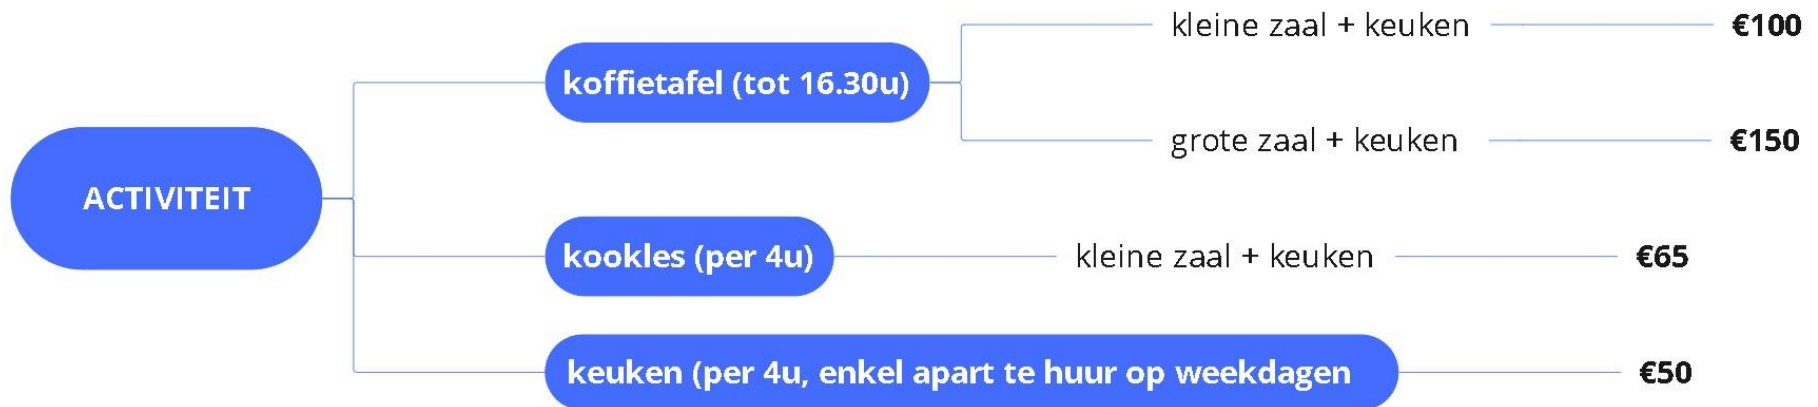 ACTIVITEIT
koffietafel (tot 16.30u)
kleine zaal + keuken €100
grote zaal + keuken €150
kookles (per 4u) kleine zaal + keuken €65
keuken (per 4u, enkel apart te huur op weekdagen €50